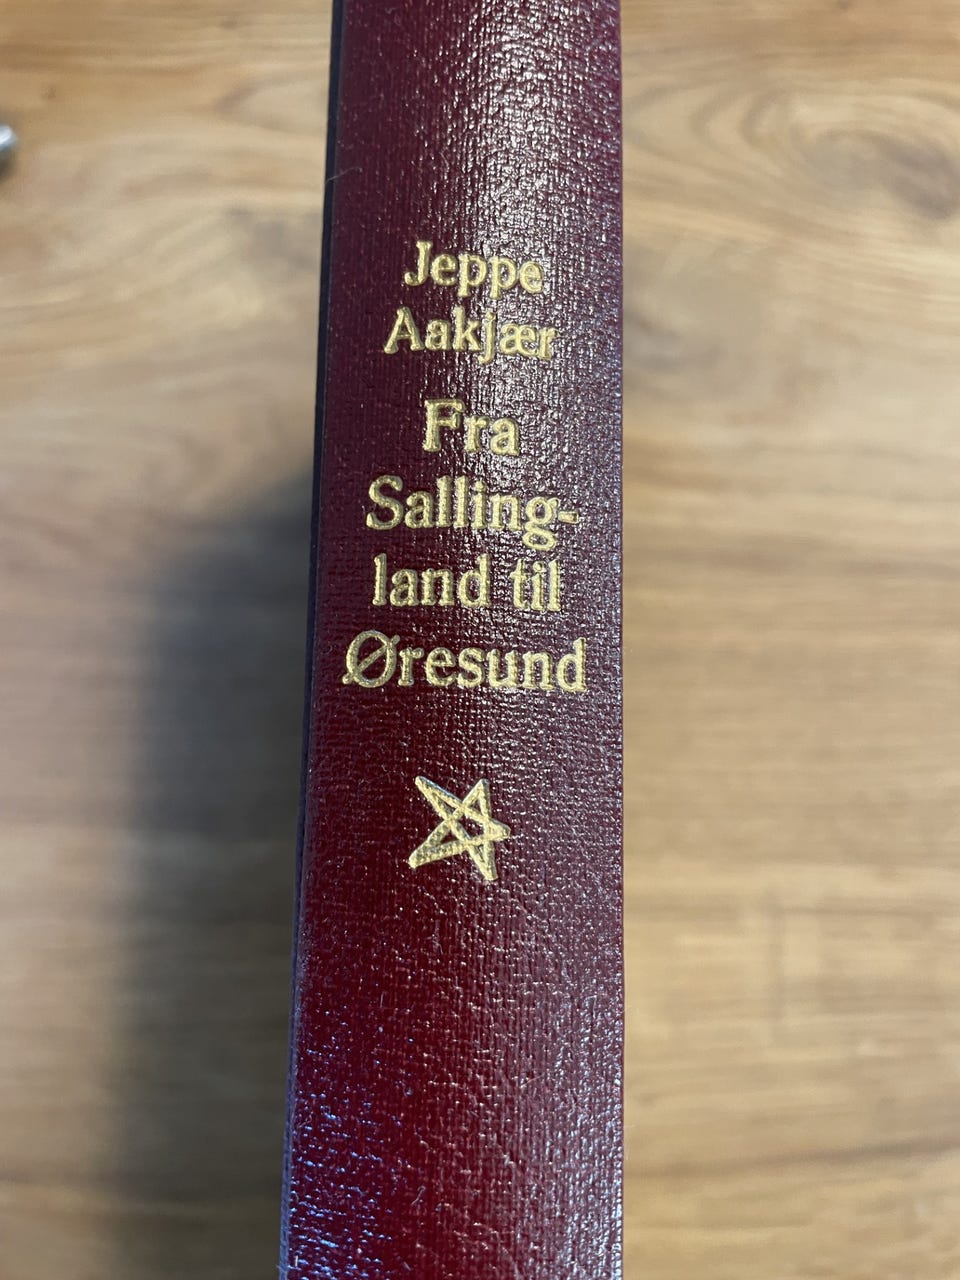 Jeppe
Aakjær
Fra
Salling-
land til
Øresund